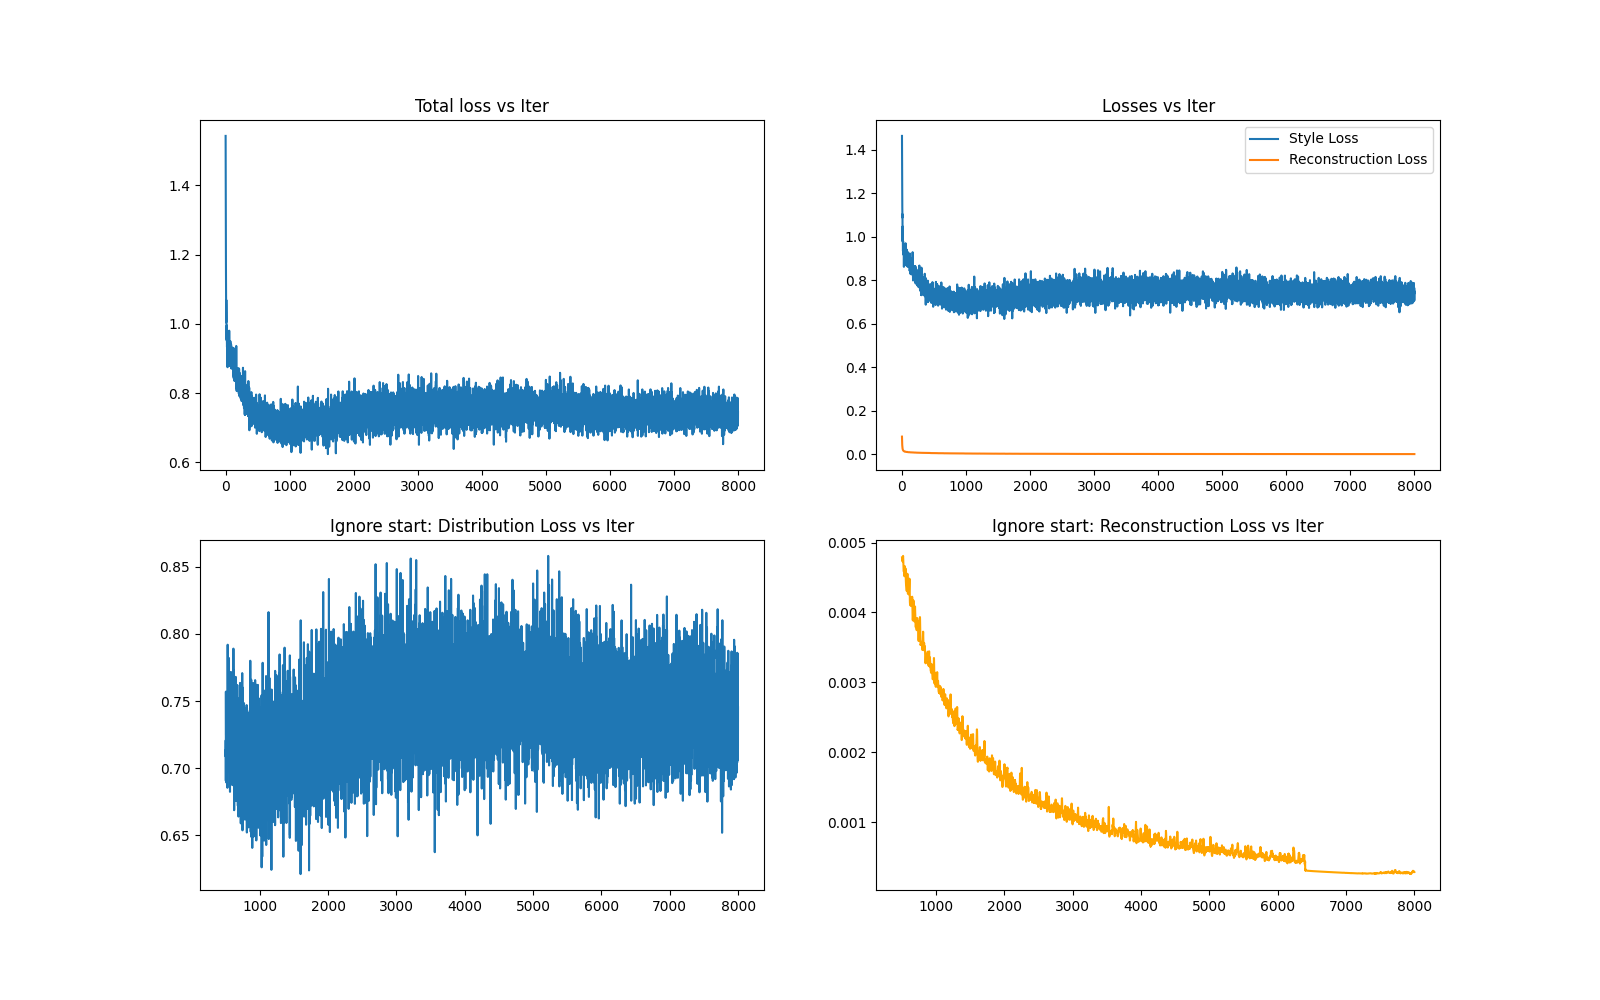 Total loss vs Iter
1.4
1.2
1.0
0.8
0.6
0 1000 2000 3000 4000 5000 6000 7000 8000
Losses vs Iter
Style Loss
Reconstruction Loss
1.4
1.2
1.0
0.8
0.6
0.4
0.2
0.0
0 1000 2000 3000 4000 5000 6000 7000 8000
Ignore start: Distribution Loss vs Iter
0.85
0.80
0.75
0.70
0.65
1000 2000 3000 4000 5000 6000 7000 8000
Ignore start: Reconstruction Loss vs Iter
0.005
0.004
0.003
0.002
0.001
1000 2000 3000 4000 5000 6000 7000 8000